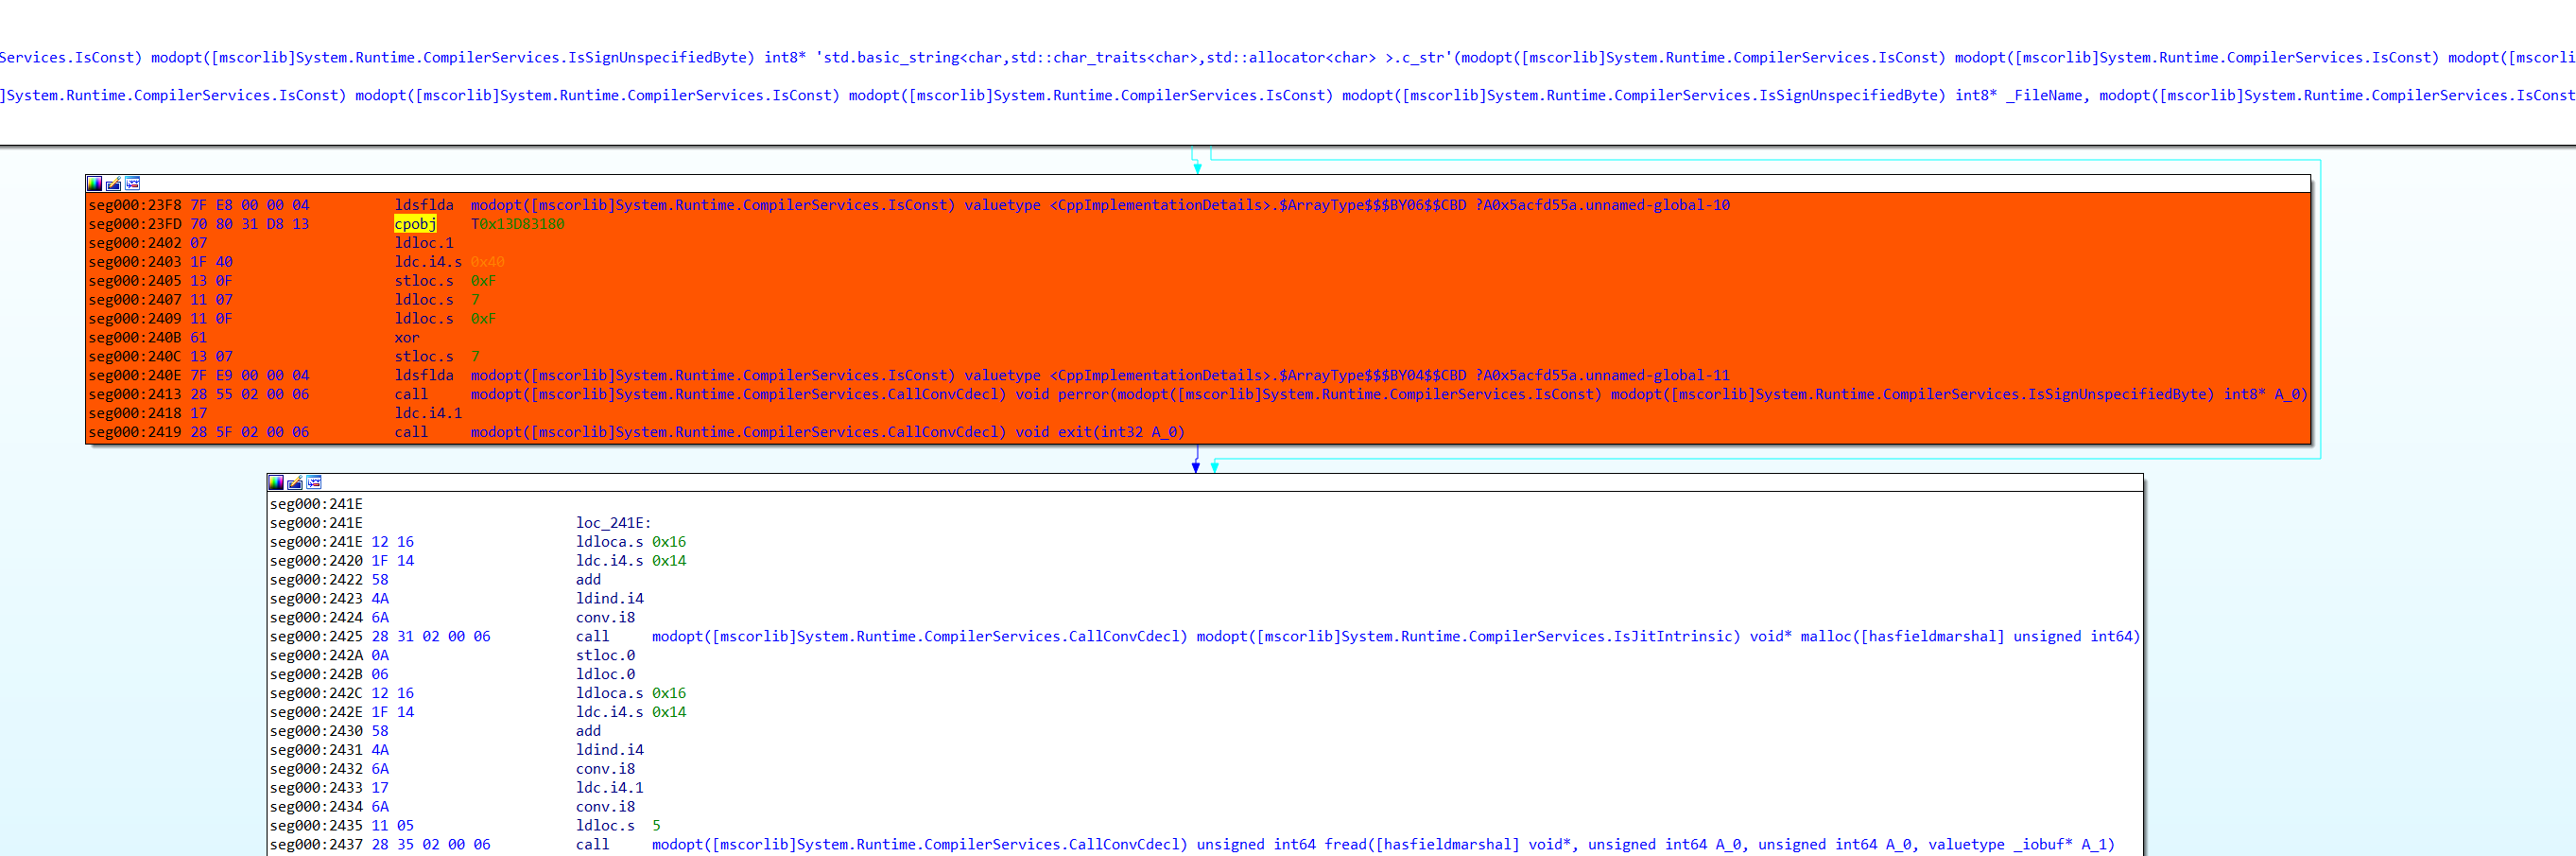 Services.IsConst) modopt([mscorlib]System.Runtime.CompilerServices.IsSignUnspecifiedByte) int8* 'std.basic_string<char,std::char_traits<char>,std::allocator<char> >.c_str'(modopt([mscorlib]System.Runtime.CompilerServices.IsConst) modopt([mscorlib]System.Runtime.CompilerServices.IsConst) modopt([mscorli
]System.Runtime.CompilerServices.IsConst) modopt([mscorlib]System.Runtime.CompilerServices.IsConst) modopt([mscorlib]System.Runtime.CompilerServices.IsConst) modopt([mscorlib]System.Runtime.CompilerServices.IsSignUnspecifiedByte) int8* _FileName, modopt([mscorlib]System.Runtime.CompilerServices.IsConst
seg000:23F8 7F E8 00 00 04 ldsflda modopt([mscorlib]System.Runtime.CompilerServices.IsConst) valuetype <CppImplementationDetails>.$ArrayType$$$BY06$$CBD ?A0x5acfd55a.unnamed-global-10
seg000:23FD 70 80 31 D8 13 cpobj T0x13D83180
seg000:2402 07 ldloc.1
seg000:2403 1F 40 ldc.i4.s 0x40
seg000:2405 13 0F stloc.s 0xF
seg000:2407 11 07 ldloc.s 7
seg000:2409 11 0F ldloc.s 0xF
seg000:240B 61 xor
seg000:240C 13 07 stloc.s 7
seg000:240E 7F E9 00 00 04 ldsflda modopt([mscorlib]System.Runtime.CompilerServices.IsConst) valuetype <CppImplementationDetails>.$ArrayType$$$BY04$$CBD ?A0x5acfd55a.unnamed-global-11
seg000:2413 28 55 02 00 06 call modopt([mscorlib]System.Runtime.CompilerServices.CallConvCdecl) void perror(modopt([mscorlib]System.Runtime.CompilerServices.IsConst) modopt([mscorlib]System.Runtime.CompilerServices.IsSignUnspecifiedByte) int8* A_0)
seg000:2418 17 ldc.i4.1
seg000:2419 28 5F 02 00 06 call modopt([mscorlib]System.Runtime.CompilerServices.CallConvCdecl) void exit(int32 A_0)
seg000:241E
seg000:241E loc_241E:
seg000:241E 12 16 ldloca.s 0x16
seg000:2420 1F 14 ldc.i4.s 0x14
seg000:2422 58 add
seg000:2423 4A ldind.i4
seg000:2424 6A conv.i8
seg000:2425 28 31 02 00 06 call modopt([mscorlib]System.Runtime.CompilerServices.CallConvCdecl) modopt([mscorlib]System.Runtime.CompilerServices.IsJitIntrinsic) void* malloc([hasfieldmarshal] unsigned int64)
seg000:242A 0A stloc.0
seg000:242B 06 ldloc.0
seg000:242C 12 16 ldloca.s 0x16
seg000:242E 1F 14 ldc.i4.s 0x14
seg000:2430 58 add
seg000:2431 4A ldind.i4
seg000:2432 6A conv.i8
seg000:2433 17 ldc.i4.1
seg000:2434 6A conv.i8
seg000:2435 11 05 ldloc.s 5
seg000:2437 28 35 02 00 06 call modopt([mscorlib]System.Runtime.CompilerServices.CallConvCdecl) unsigned int64 fread([hasfieldmarshal] void*, unsigned int64 A_0, unsigned int64 A_0, valuetype _iobuf* A_1)